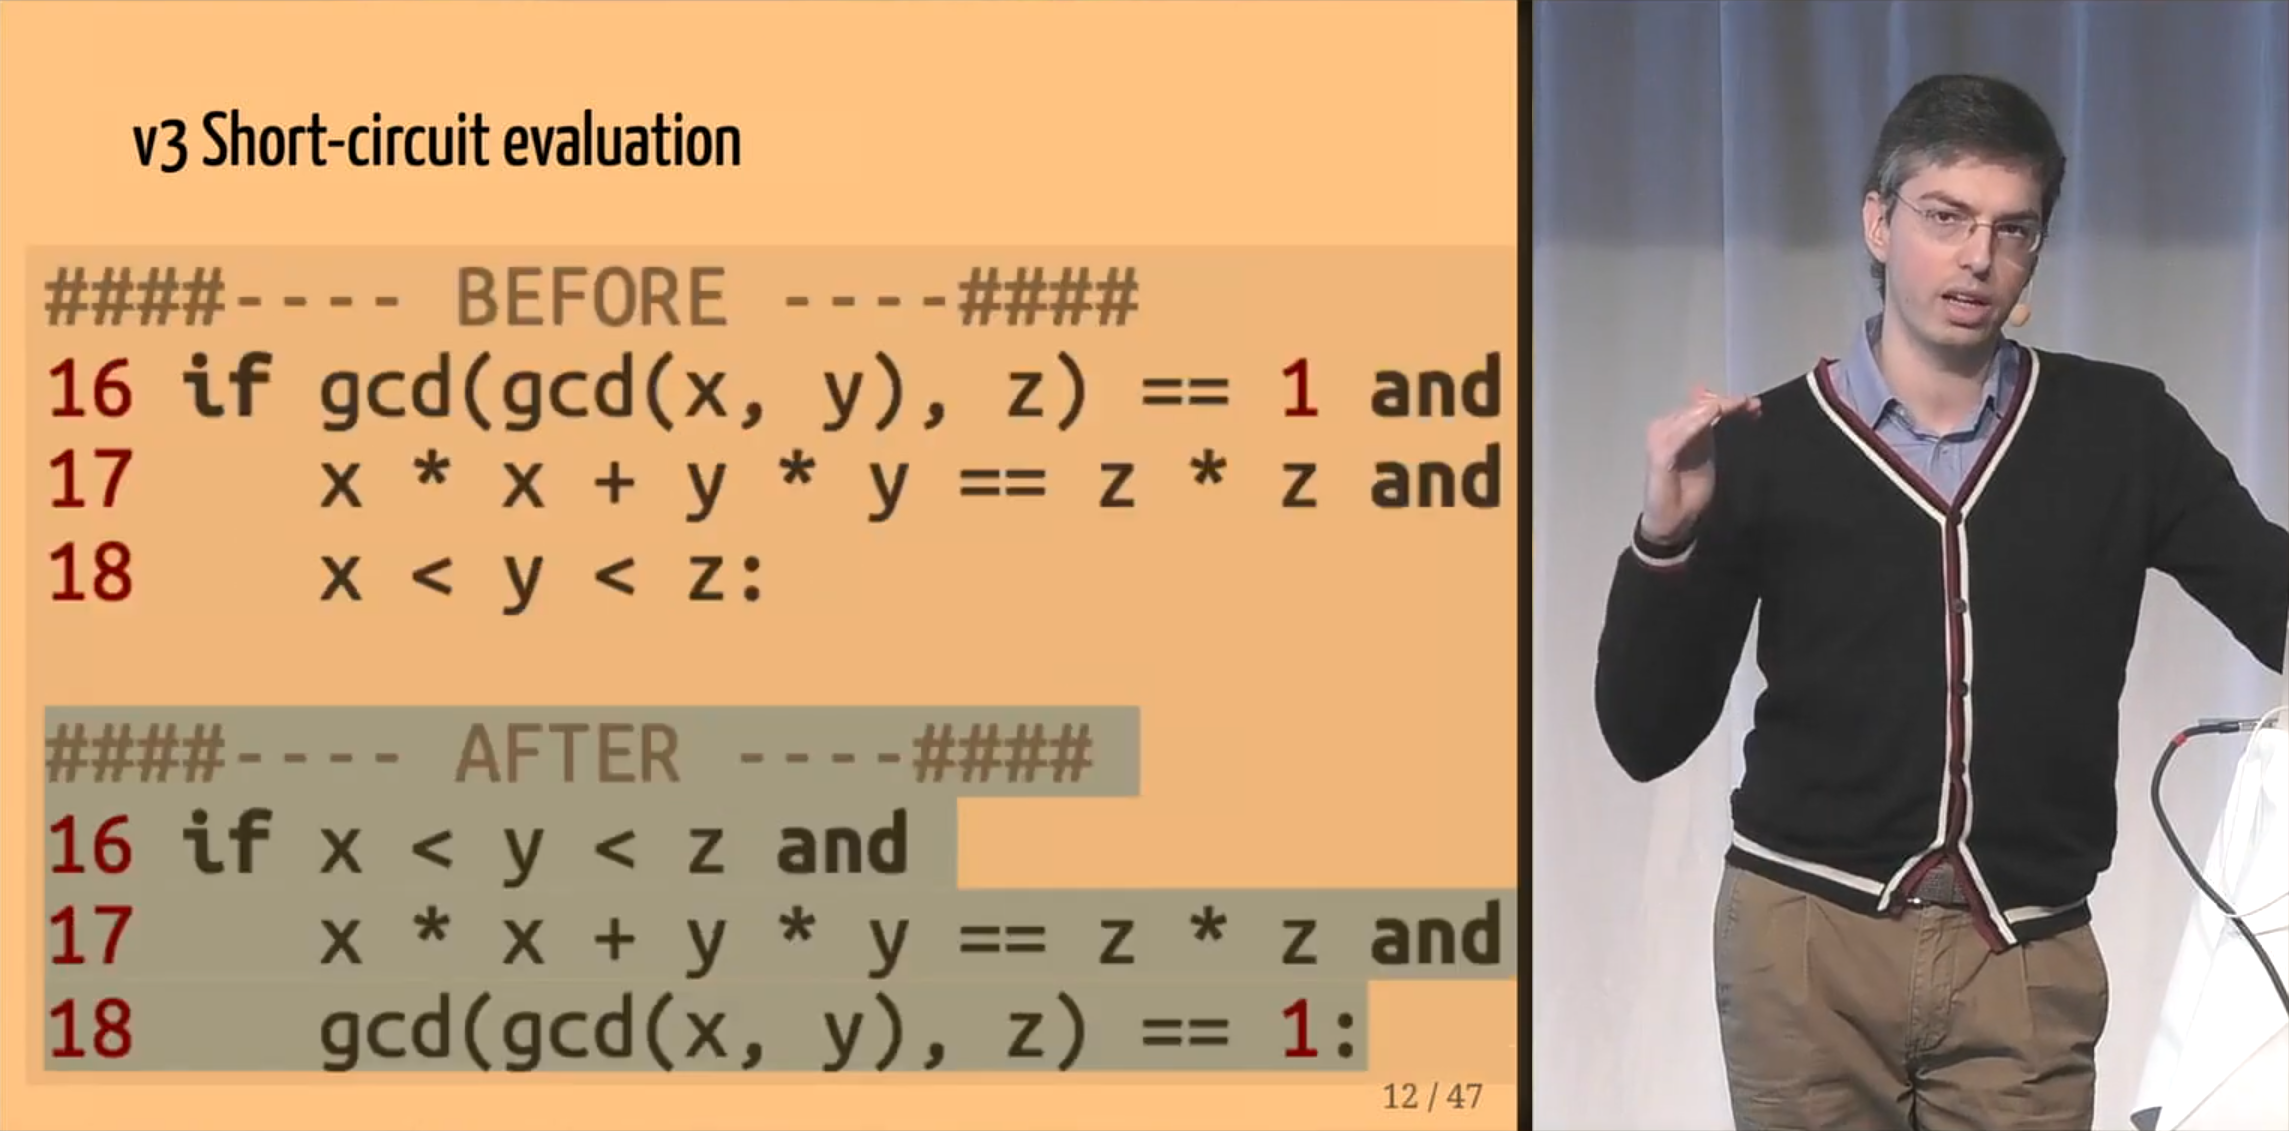 v3 Short-circuit evaluation
####---- BEFORE ----####
16 if gcd(gcd(x, y), z) == 1 and
17 x * x + y * y == z * z and
18 x < y < z:
####---- AFTER ----####
16 if x < y < z and
17 x * x + y * y == z * z and
18 gcd(gcd(x, y), z) == 1:
12 / 47